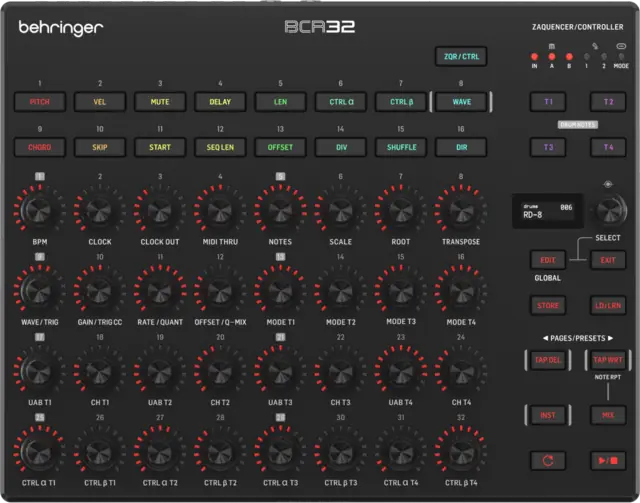 behringer
BCR32
ZAQUENCER/CONTROLLER
ZQR / CTRL
IN A B 1 2 MODE
1 2 3 4 5 6 7 8
PITCH VEL MUTE DELAY LEN CTRL α CTRL β WAVE
T1 T2
DRUM NOTES
9 10 11 12 13 14 15 16
CHORD SKIP START SEQ LEN OFFSET DIV SHUFFLE DIR
T3 T4
1 2 3 4 5 6 7 8
drums 006
RD-8
BPM CLOCK CLOCK OUT MIDI THRU NOTES SCALE ROOT TRANSPOSE
SELECT
9 10 11 12 13 14 15 16
EDIT EXIT
GLOBAL
STORE LD/LRN
WAVE / TRIG GAIN / TRIG CC RATE / QUANT OFFSET / Q-MIX MODE T1 MODE T2 MODE T3 MODE T4
◀ PAGES/PRESETS ▶
17 18 19 20 21 22 23 24
TAP DEL TAP WRT
NOTE RPT
UAB T1 CH T1 UAB T2 CH T2 UAB T3 CH T3 UAB T4 CH T4
25 26 27 28 29 30 31 32
INST MIX
CTRL α T1 CTRL β T1 CTRL α T2 CTRL β T2 CTRL α T3 CTRL β T3 CTRL α T4 CTRL β T4